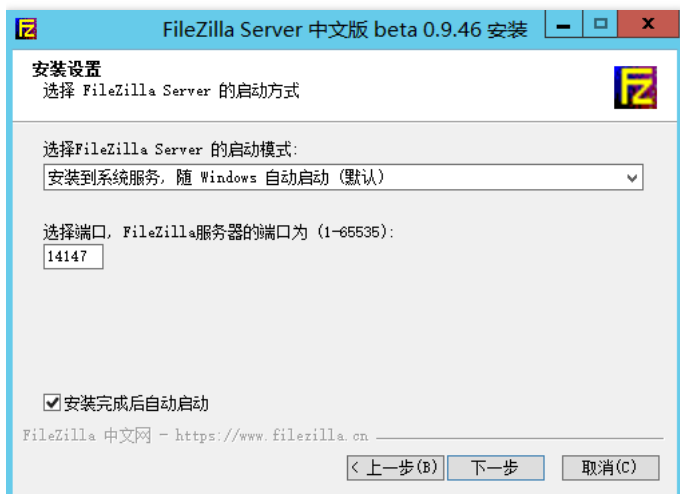 FileZilla Server 中文版 beta 0.9.46 安装
安装设置
选择 FileZilla Server 的启动方式
选择FileZilla Server 的启动模式:
安装到系统服务, 随 Windows 自动启动 (默认)
选择端口, FileZilla服务器的端口为 (1-65535):
14147
安装完成后自动启动
FileZilla 中文网 - https://www.filezilla.cn
< 上一步(B)
下一步
取消(C)